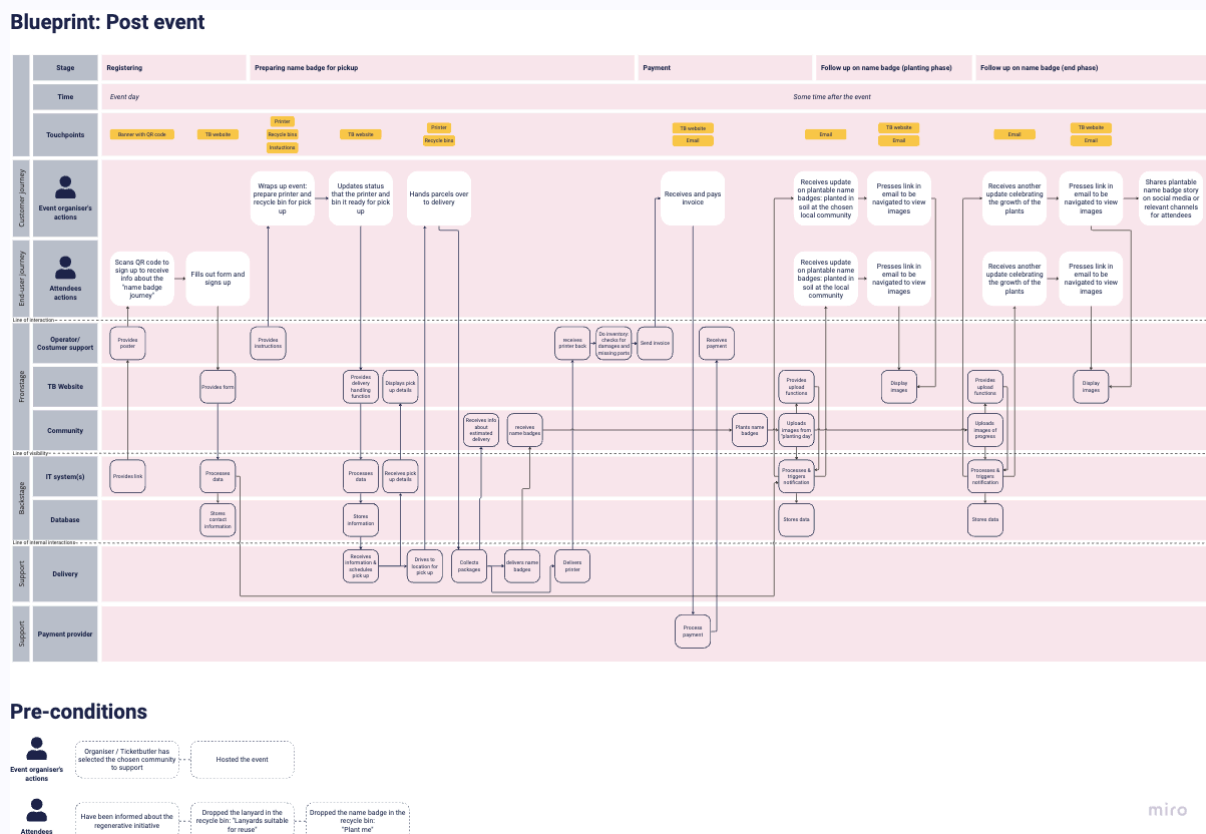 Blueprint: Post event
Stage
Registering
Preparing name badge for pickup
Payment
Follow up on name badge (planting phase)
Follow up on name badge (end phase)
Time
Event day
Some time after the event
Touchpoints
Banner with QR code
TB website
Printer
Recycle bins
Instuctions
TB website
Printer
Recycle bins
TB website
Email
Email
TB website
Email
Email
TB website
Email
Customer journey
Event organiser's
actions
Wraps up event:
prepare printer and
recycle bin for pick
up
Updates status
that the printer and
bin it ready for pick
up
Hands parcels over
to delivery
Receives and pays
invoice
Receives update
on plantable name
badges: planted in
soil at the chosen
local community
Presses link in
email to be
navigated to view
images
Receives another
update celebrating
the growth of the
plants
Presses link in
email to be
navigated to view
images
Shares plantable
name badge story
on social media or
relevant channels
for attendees
End-user journey
Attendees
actions
Scans QR code to
sign up to receive
info about the
"name badge
journey"
Fills out form and
signs up
Receives update
on plantable name
badges: planted in
soil at the local
community
Presses link in
email to be
navigated to view
images
Receives another
update celebrating
the growth of the
plants
Presses link in
email to be
navigated to view
images
Line of interaction
Frontstage
Operator/
Costumer support
Provides
poster
Provides
instructions
receives
printer back
Do inventory:
checks for
damages and
missing parts
Send invoice
Receives
payment
TB Website
Provides form
Provides
delivery
handling
function
Displays pick
up details
Provides
upload
functions
Display
images
Provides
upload
functions
Display
images
Community
Receives info
about
estimated
delivery
receives
name badges
Plants name
badges
Uploads
images from
"planting day"
Uploads
images of
progress
Line of visibility
Backstage
IT system(s)
Provides link
Processes
data
Processes
data
Receives pick
up details
Processes &
triggers
notification
Processes &
triggers
notification
Database
Stores
contact
information
Stores
information
Stores data
Stores data
Line of internal interactions
Support
Delivery
Receives
information &
schedules
pick up
Drives to
location for
pick up
Collects
packages
delivers name
badges
Delivers
printer
Support
Payment provider
Process
payment
Pre-conditions
Event organiser's
actions
Organiser / Ticketbutler has
selected the chosen community
to support
Hosted the event
Attendees
Have been informed about the
regenerative initiative
Dropped the lanyard in the
recycle bin: "Lanyards suitable
for reuse"
Dropped the name badge in the
recycle bin:
"Plant me"
miro